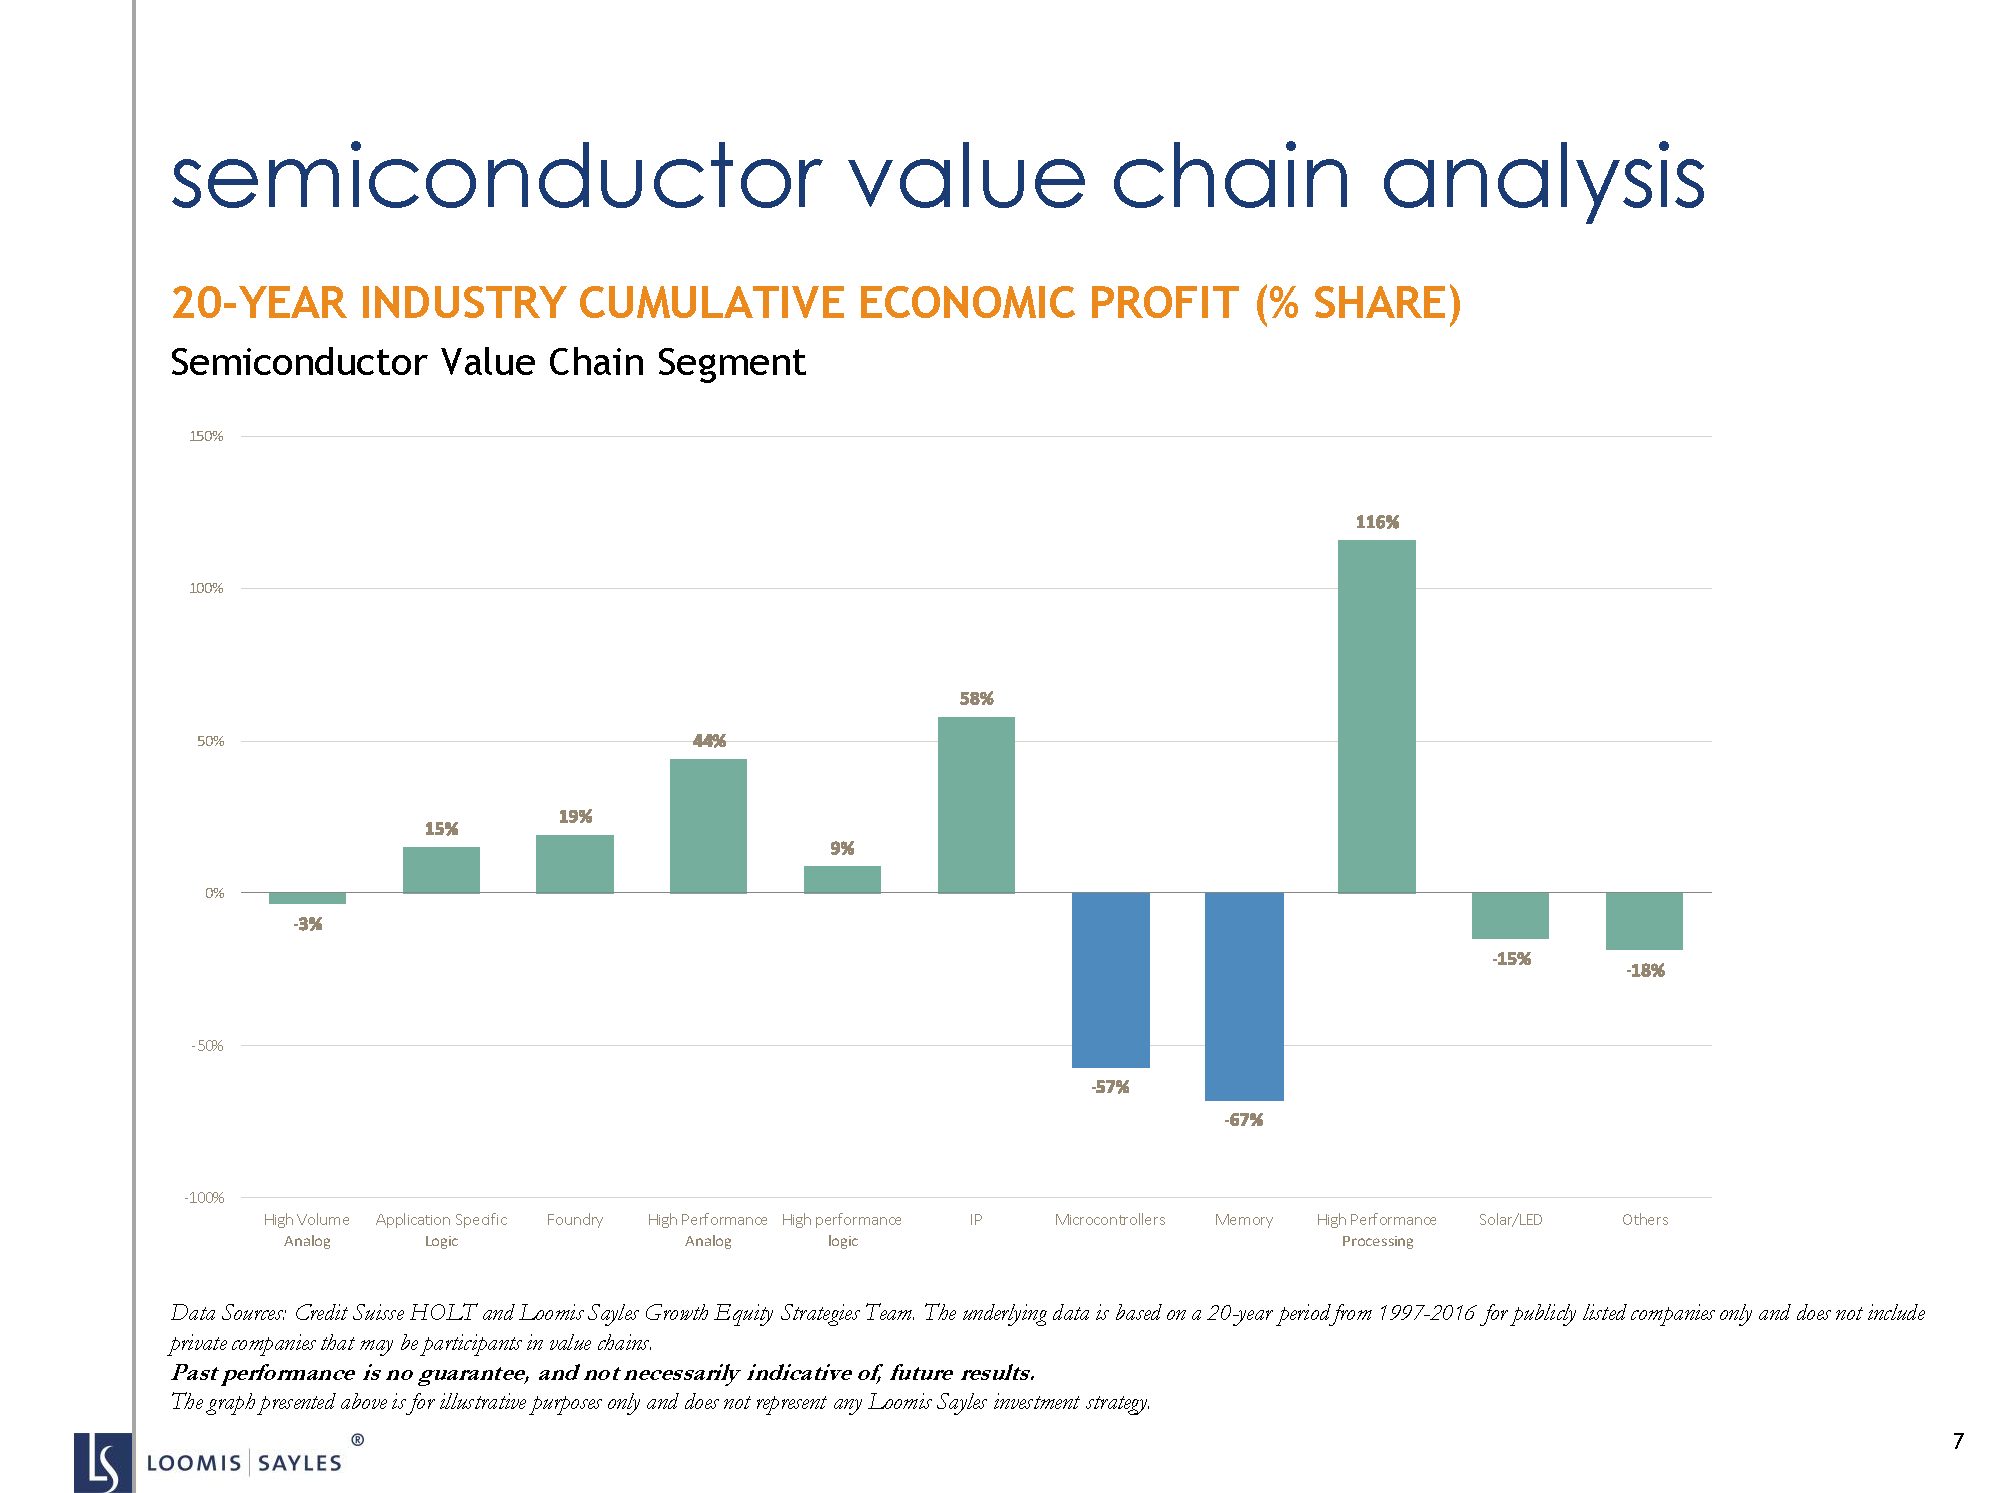 semiconductor value chain analysis
20-YEAR INDUSTRY CUMULATIVE ECONOMIC PROFIT (% SHARE)
Semiconductor Value Chain Segment
150%
116%
100%
58%
50%
44%
19%
15%
9%
0%
-3%
-15%
-18%
-50%
-57%
-67%
-100%
High Volume Analog
Application Specific Logic
Foundry
High Performance Analog
High performance logic
IP
Microcontrollers
Memory
High Performance Processing
Solar/LED
Others
Data Sources: Credit Suisse HOLT and Loomis Sayles Growth Equity Strategies Team. The underlying data is based on a 20-year period from 1997-2016 for publicly listed companies only and does not include
private companies that may be participants in value chains.
Past performance is no guarantee, and not necessarily indicative of, future results.
The graph presented above is for illustrative purposes only and does not represent any Loomis Sayles investment strategy.
LS LOOMIS | SAYLES ®
7